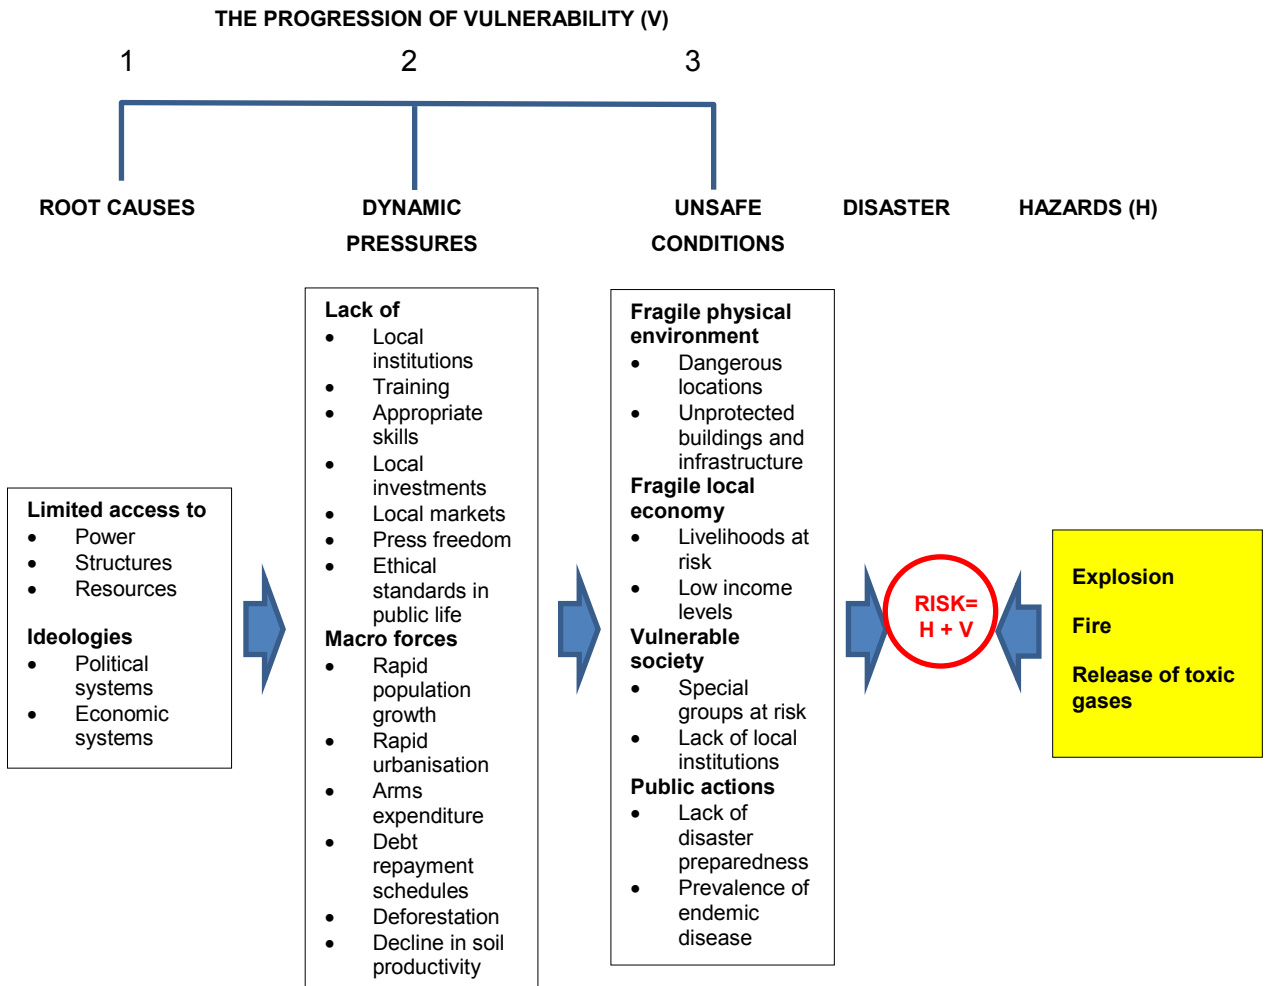 THE PROGRESSION OF VULNERABILITY (V)
1 2 3
ROOT CAUSES
DYNAMIC
PRESSURES
UNSAFE
CONDITIONS
DISASTER
HAZARDS (H)
Limited access to
• Power
• Structures
• Resources
Ideologies
• Political
systems
• Economic
systems
Lack of
• Local
institutions
• Training
• Appropriate
skills
• Local
investments
• Local markets
• Press freedom
• Ethical
standards in
public life
Macro forces
• Rapid
population
growth
• Rapid
urbanisation
• Arms
expenditure
• Debt
repayment
schedules
• Deforestation
• Decline in soil
productivity
Fragile physical
environment
• Dangerous
locations
• Unprotected
buildings and
infrastructure
Fragile local
economy
• Livelihoods at
risk
• Low income
levels
Vulnerable
society
• Special
groups at risk
• Lack of local
institutions
Public actions
• Lack of
disaster
preparedness
• Prevalence of
endemic
disease
RISK=
H + V
Explosion
Fire
Release of toxic
gases